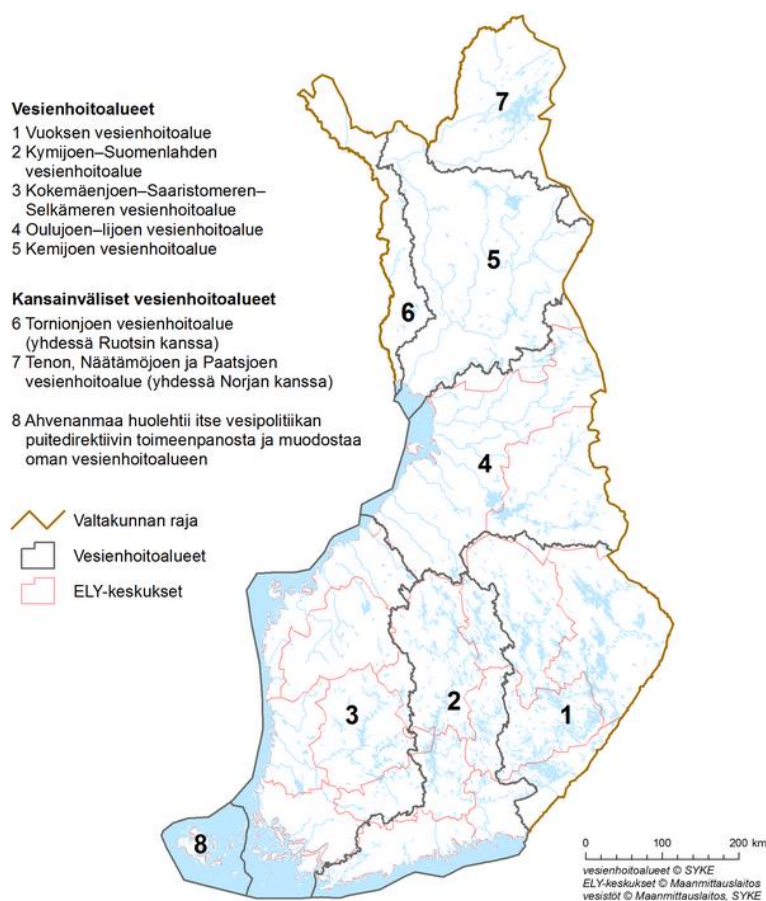 Vesienhoitoalueet
1 Vuoksen vesienhoitoalue
2 Kymijoen–Suomenlahden
vesienhoitoalue
3 Kokemäenjoen–Saaristomeren–
Selkämeren vesienhoitoalue
4 Oulujoen–Iijoen vesienhoitoalue
5 Kemijoen vesienhoitoalue
Kansainväliset vesienhoitoalueet
6 Tornionjoen vesienhoitoalue
(yhdessä Ruotsin kanssa)
7 Tenon, Näätämöjoen ja Paatsjoen
vesienhoitoalue (yhdessä Norjan kanssa)
8 Ahvenanmaa huolehtii itse vesipolitiikan
puitedirektiivin toimeenpanosta ja muodostaa
oman vesienhoitoalueen
Valtakunnan raja
Vesienhoitoalueet
ELY-keskukset
7
5
6
4
3
2
1
8
0 100 200 km
vesienhoitoalueet © SYKE
ELY-keskukset © Maanmittauslaitos
vesistöt © Maanmittauslaitos, SYKE